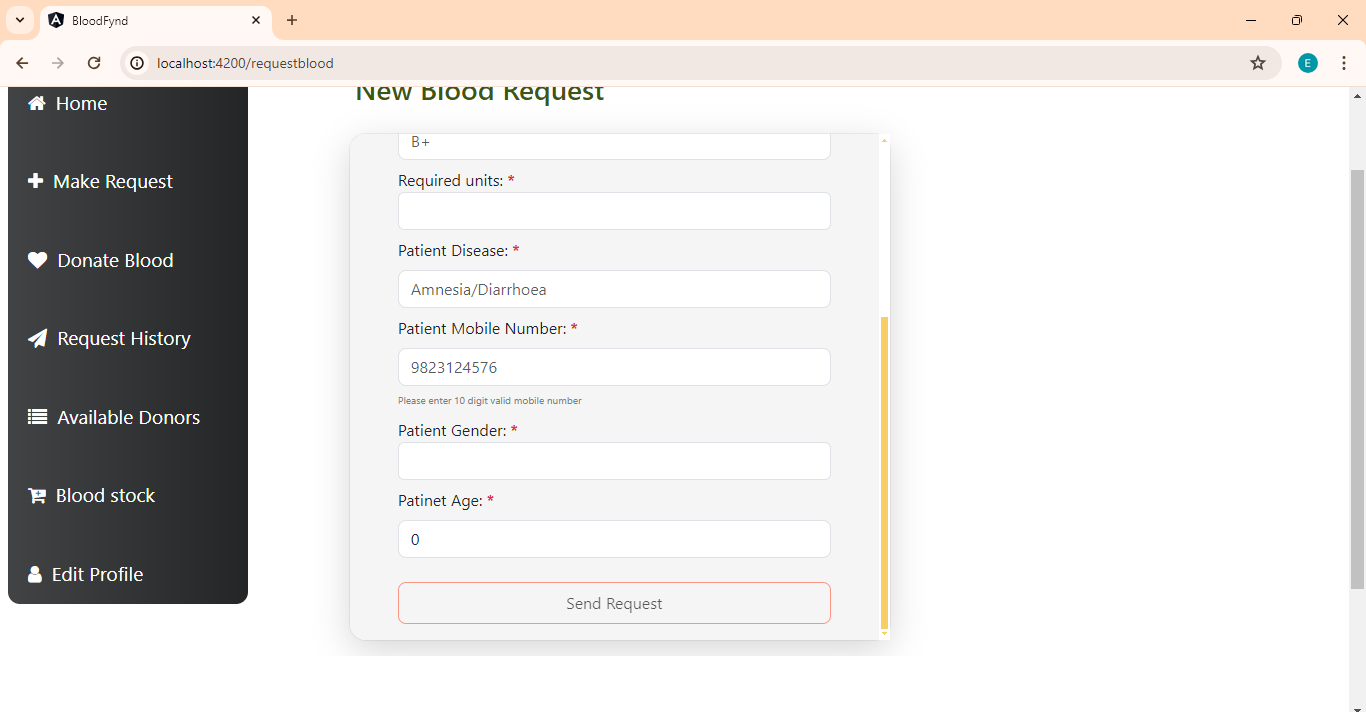 BloodFynd
localhost:4200/requestblood
E
New Blood Request
Home
Make Request
Donate Blood
Request History
Available Donors
Blood stock
Edit Profile
B+
Required units: *
Patient Disease: *
Amnesia/Diarrhoea
Patient Mobile Number: *
9823124576
Please enter 10 digit valid mobile number
Patient Gender: *
Patinet Age: *
0
Send Request